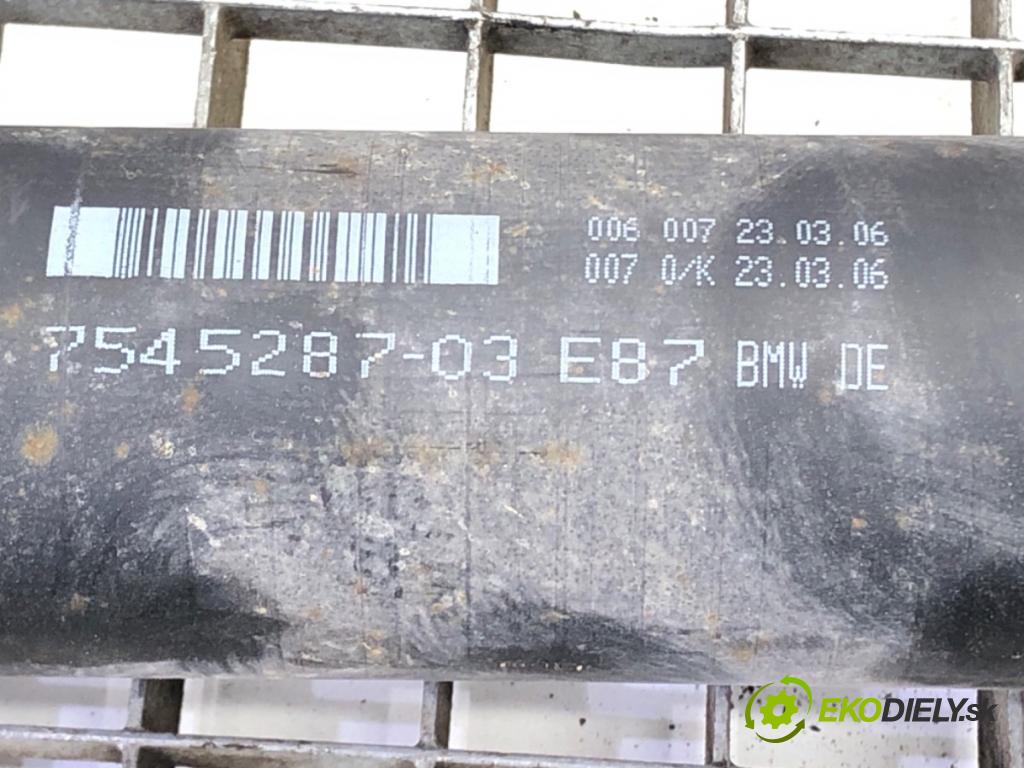 006 007 23.03.06
007 0/K 23.03.06
7545287-03 E87 BMW DE
EKODIELY.sk